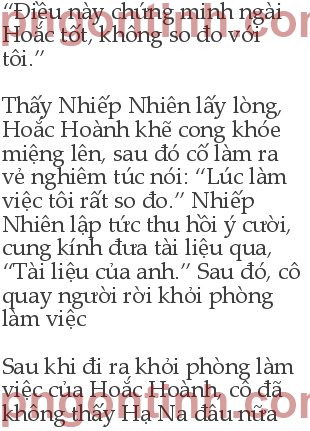 “Điều này chứng minh ngài
Hoắc tốt, không so đo với
tôi.”
Thấy Nhiếp Nhiên lấy lòng,
Hoắc Hoành khẽ cong khóe
miệng lên, sau đó cố làm ra
vẻ nghiêm túc nói: “Lúc làm
việc tôi rất so đo.” Nhiếp
Nhiên lập tức thu hồi ý cười,
cung kính đưa tài liệu qua,
“Tài liệu của anh.” Sau đó, cô
quay người rời khỏi phòng
làm việc
Sau khi đi ra khỏi phòng làm
việc của Hoắc Hoành, cô đã
không thấy Hạ Na đâu nữa
pngontinh.com
pngontinh.com